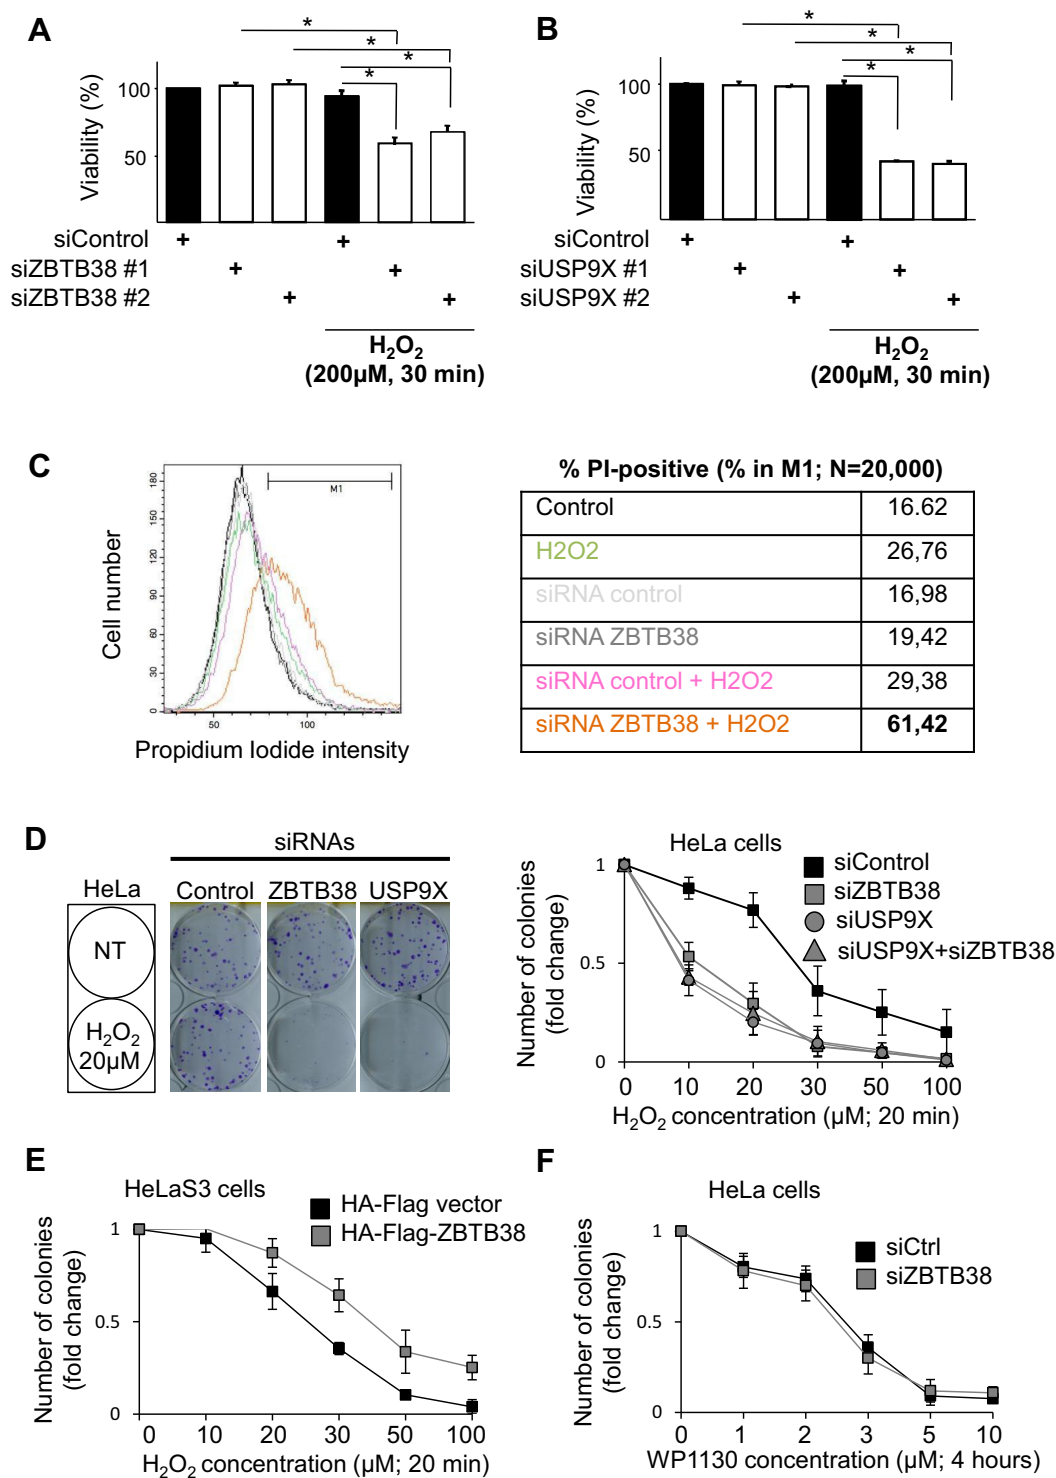 A
* * * *
Viability (%)
100
50
siControl + +
siZBTB38 #1 + +
siZBTB38 #2 + +
H₂O₂
(200µM, 30 min)
B
* * * *
Viability (%)
100
50
siControl + +
siUSP9X #1 + +
siUSP9X #2 + +
H₂O₂
(200µM, 30 min)
C
Cell number
180
150
120
90
60
30
0
M1
50 100
Propidium Iodide intensity
% PI-positive (% in M1; N=20,000)
Control 16.62
H2O2 26,76
siRNA control 16,98
siRNA ZBTB38 19,42
siRNA control + H2O2 29,38
siRNA ZBTB38 + H2O2 61,42
D
siRNAs
HeLa Control ZBTB38 USP9X
NT
H₂O₂
20µM
HeLa cells
siControl
siZBTB38
siUSP9X
siUSP9X+siZBTB38
Number of colonies
(fold change)
1
0.5
0
0 10 20 30 50 100
H₂O₂ concentration (µM; 20 min)
E
HeLaS3 cells
HA-Flag vector
HA-Flag-ZBTB38
Number of colonies
(fold change)
1
0.5
0
0 10 20 30 50 100
H₂O₂ concentration (µM; 20 min)
F
HeLa cells
siCtrl
siZBTB38
Number of colonies
(fold change)
1
0.5
0
0 1 2 3 5 10
WP1130 concentration (µM; 4 hours)